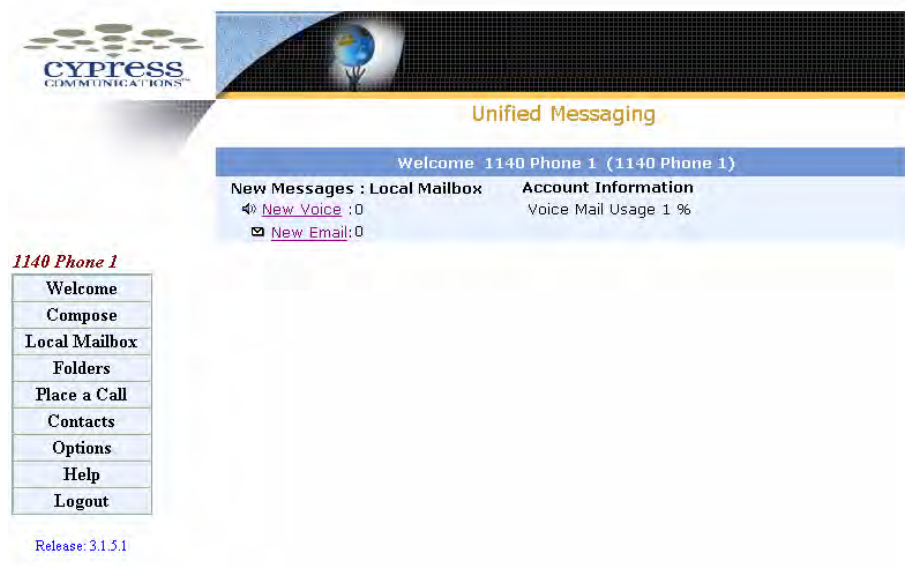 cypress
COMMUNICATIONS™
Unified Messaging
Welcome 1140 Phone 1 (1140 Phone 1)
New Messages : Local Mailbox
Account Information
New Voice :0
Voice Mail Usage 1 %
New Email:0
1140 Phone 1
Welcome
Compose
Local Mailbox
Folders
Place a Call
Contacts
Options
Help
Logout
Release: 3.1.5.1